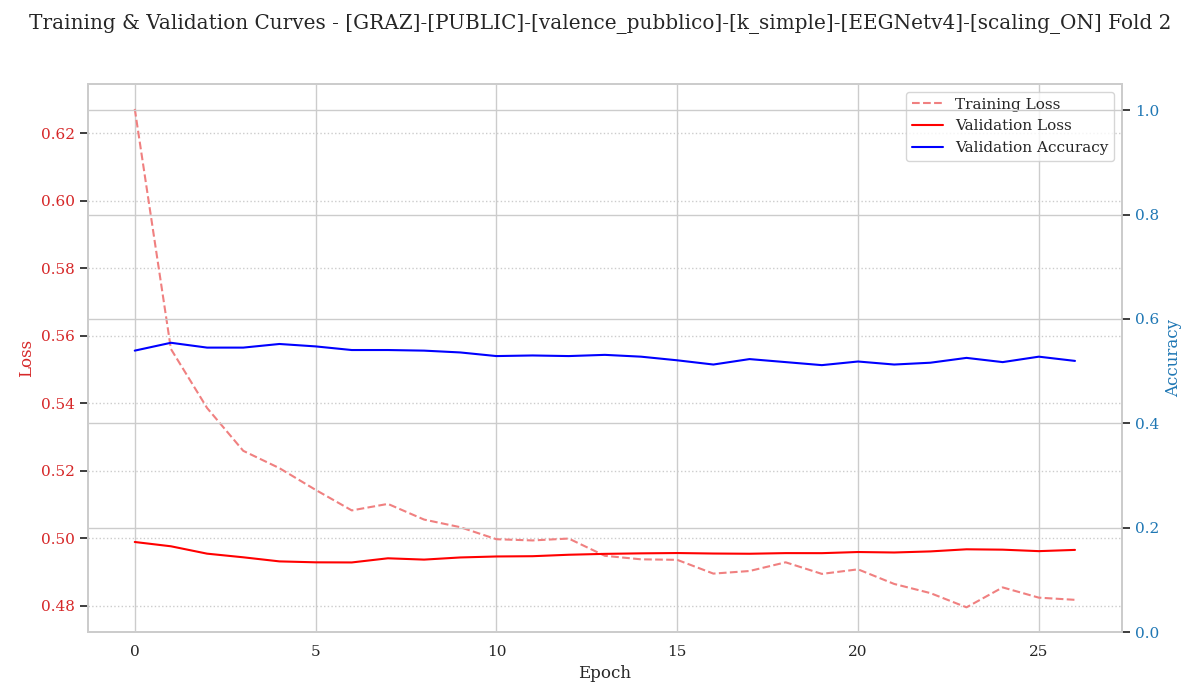 Training & Validation Curves - [GRAZ]-[PUBLIC]-[valence_pubblico]-[k_simple]-[EEGNetv4]-[scaling_ON] Fold 2
Training Loss
Validation Loss
Validation Accuracy
Loss
0.62
0.60
0.58
0.56
0.54
0.52
0.50
0.48
Accuracy
1.0
0.8
0.6
0.4
0.2
0.0
0
5
10
15
20
25
Epoch